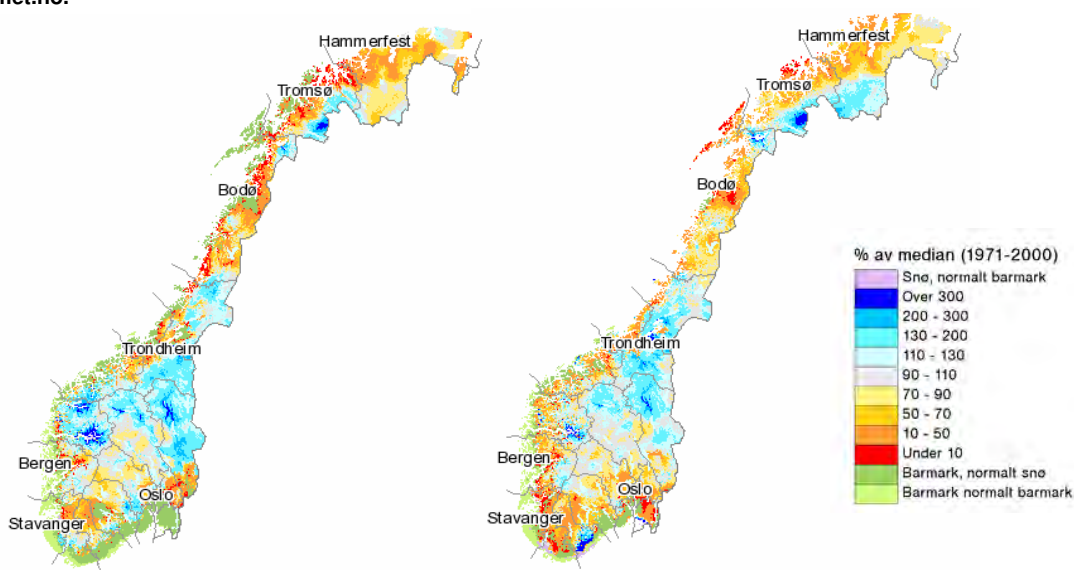 met.no.
Hammerfest
Tromsø
Bodø
Trondheim
Bergen
Oslo
Stavanger
Hammerfest
Tromsø
Bodø
Trondheim
Bergen
Oslo
Stavanger
% av median (1971-2000)
Snø, normalt barmark
Over 300
200 - 300
130 - 200
110 - 130
90 - 110
70 - 90
50 - 70
10 - 50
Under 10
Barmark, normalt snø
Barmark normalt barmark